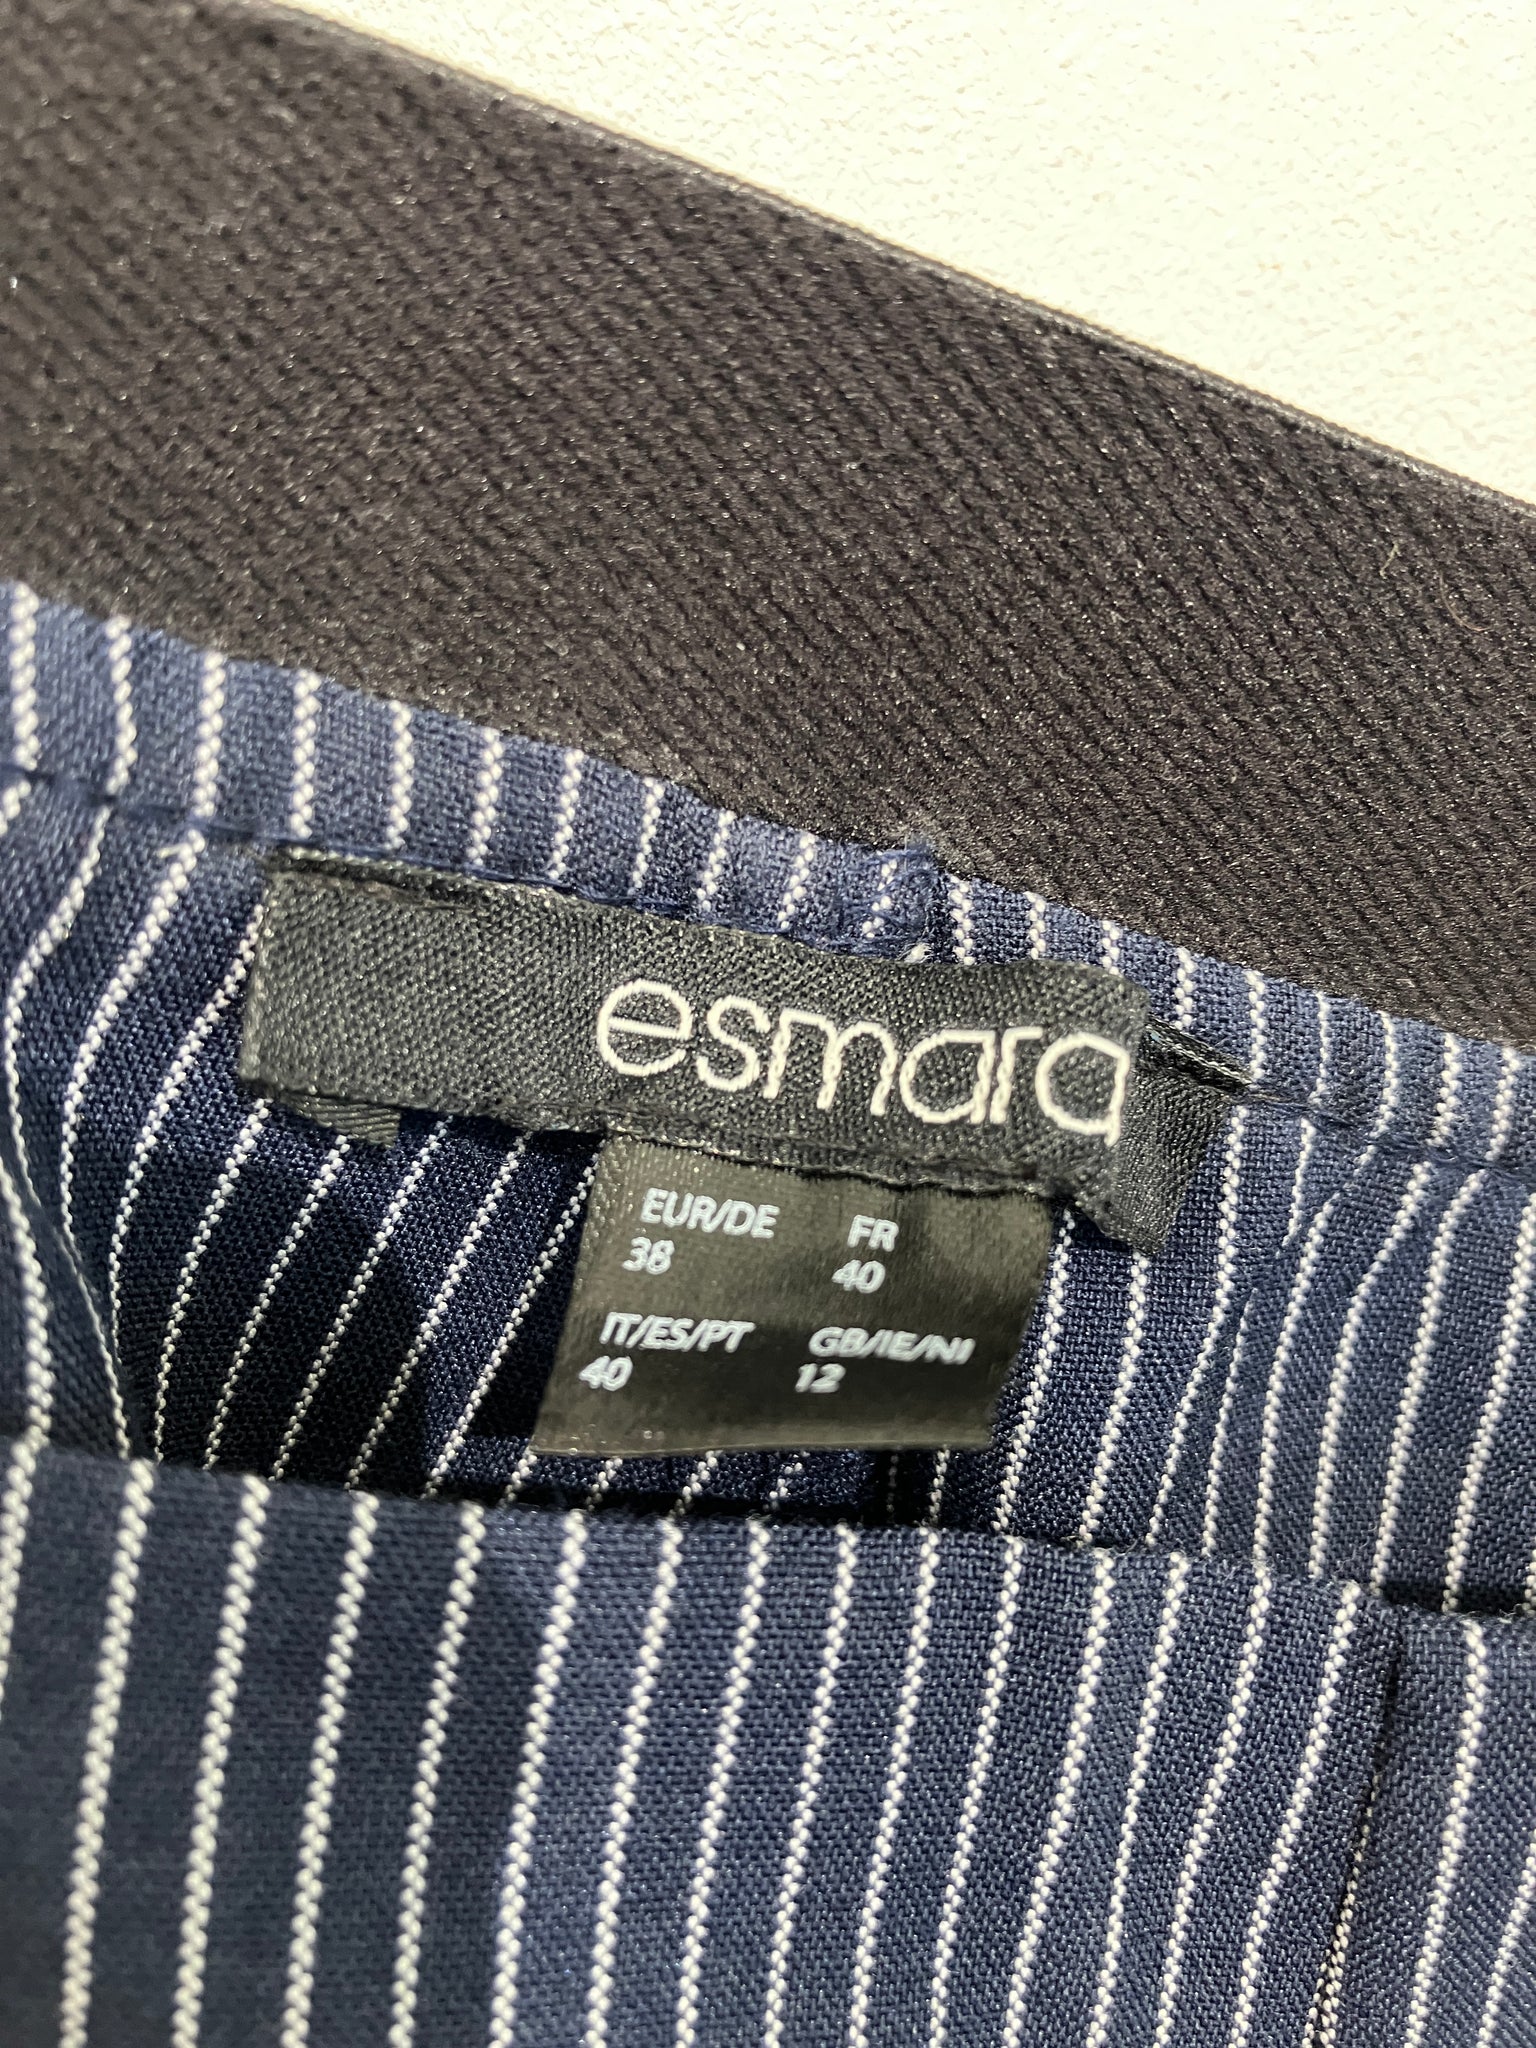 esmara
EUR/DE FR
38 40
IT/ES/PT GB/IE/NI
40 12